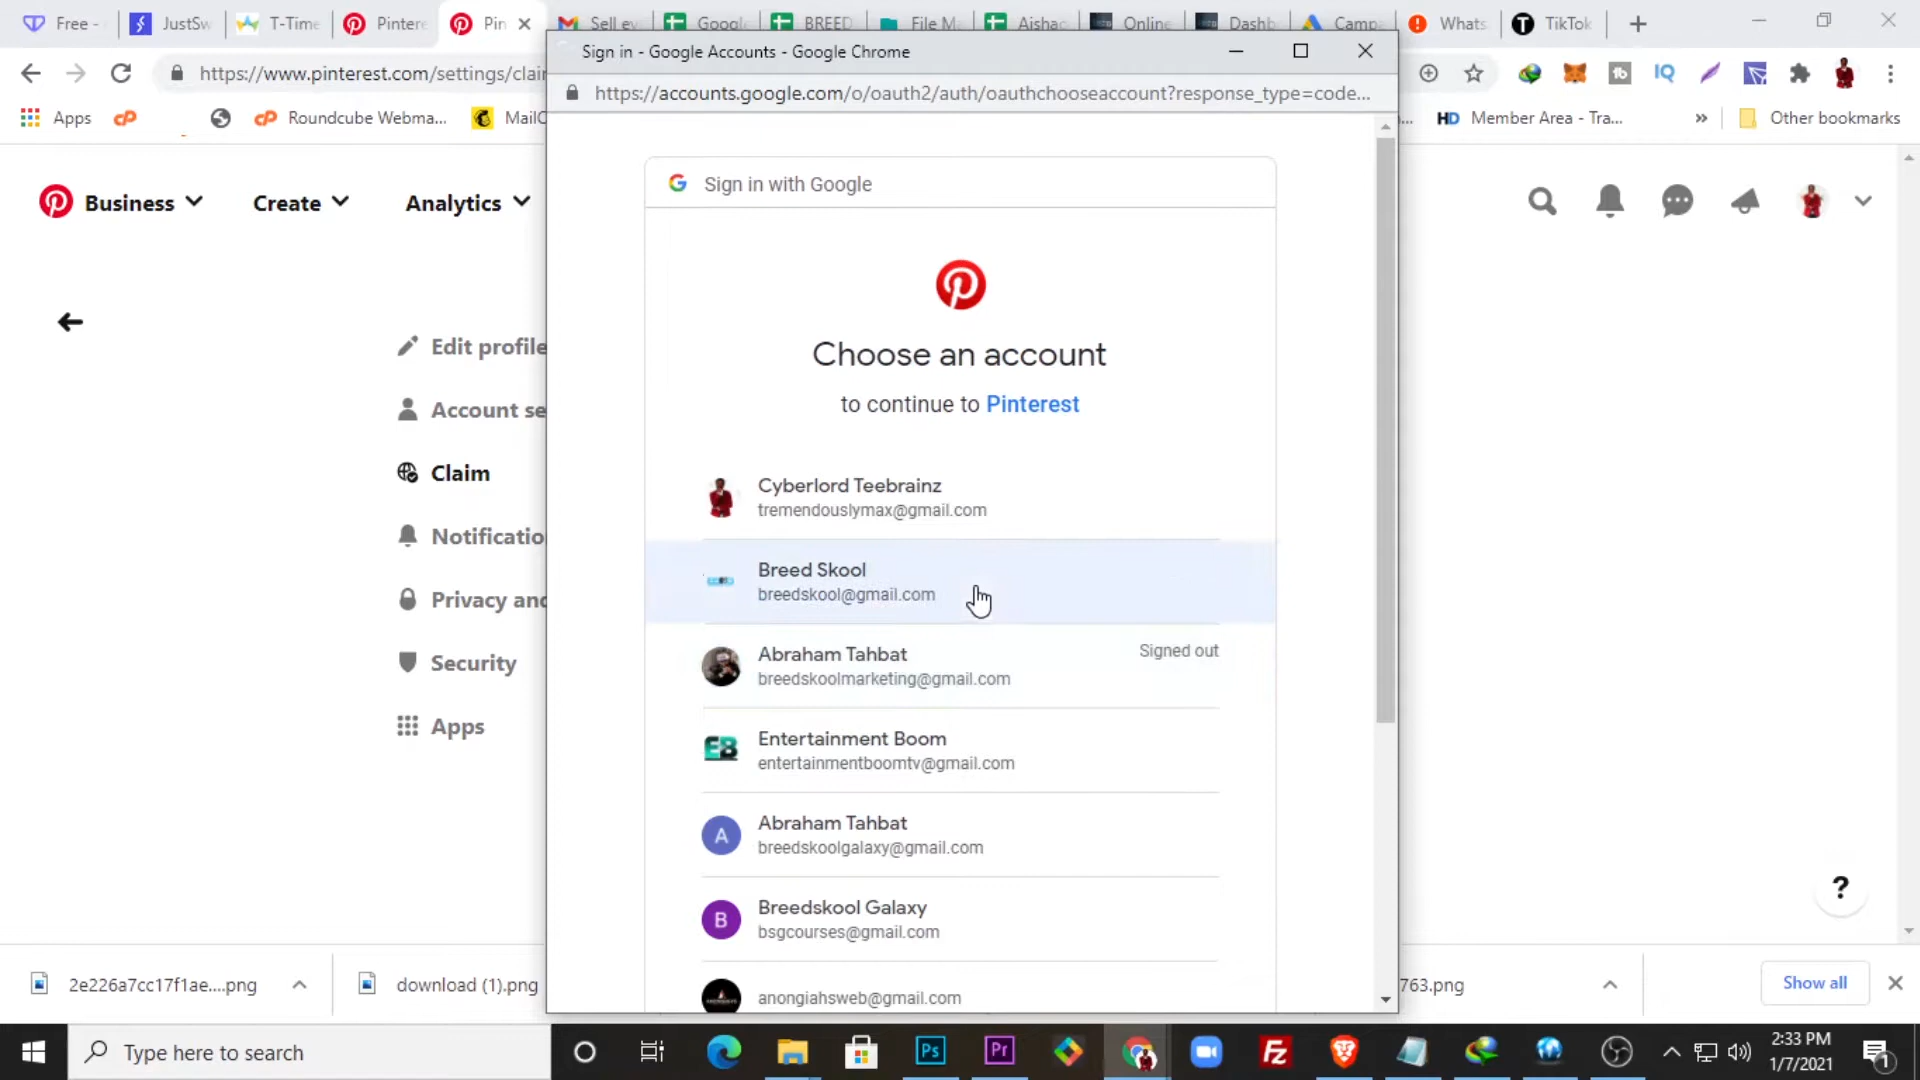 Free -
JustSw
T-Time
Pintere
Pin
Sell ev
Google
BREED
File Ma
Aishao
Online
Dashb
Campa
Whats
TikTok
Sign in - Google Accounts - Google Chrome
https://www.pinterest.com/settings/clain
https://accounts.google.com/o/oauth2/auth/oauthchooseaccount?response_type=code...
Apps
Roundcube Webma...
MailC
Member Area - Tra...
Other bookmarks
Business
Create
Analytics
Sign in with Google
Choose an account
to continue to Pinterest
Edit profile
Account se
Claim
Notificatio
Privacy and
Security
Apps
Cyberlord Teebrainz
tremendouslymax@gmail.com
Breed Skool
breedskool@gmail.com
Abraham Tahbat
Signed out
breedskoolmarketing@gmail.com
Entertainment Boom
entertainmentboomtv@gmail.com
Abraham Tahbat
breedskoolgalaxy@gmail.com
Breedskool Galaxy
bsgcourses@gmail.com
anongiahsweb@gmail.com
2e226a7cc17f1ae....png
download (1).png
763.png
Show all
Type here to search
2:33 PM
1/7/2021